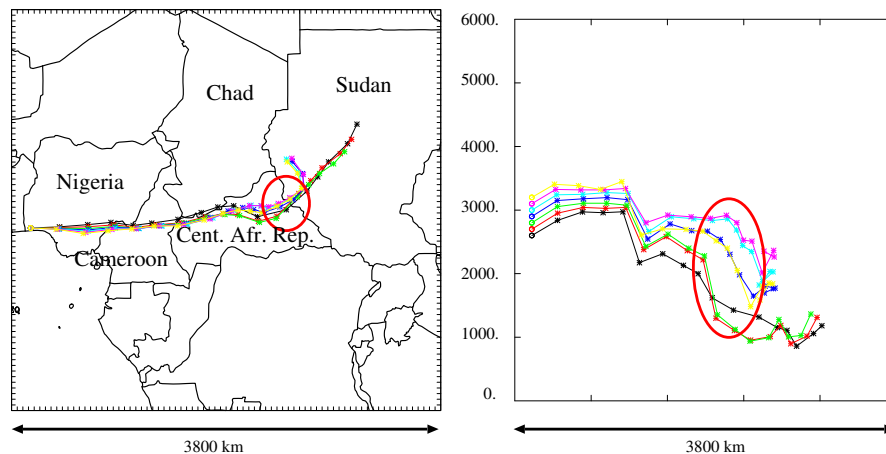 Chad
Sudan
Nigeria
Cent. Afr. Rep.
Cameroon
3800 km
6000.
5000.
4000.
3000.
2000.
1000.
0.
3800 km